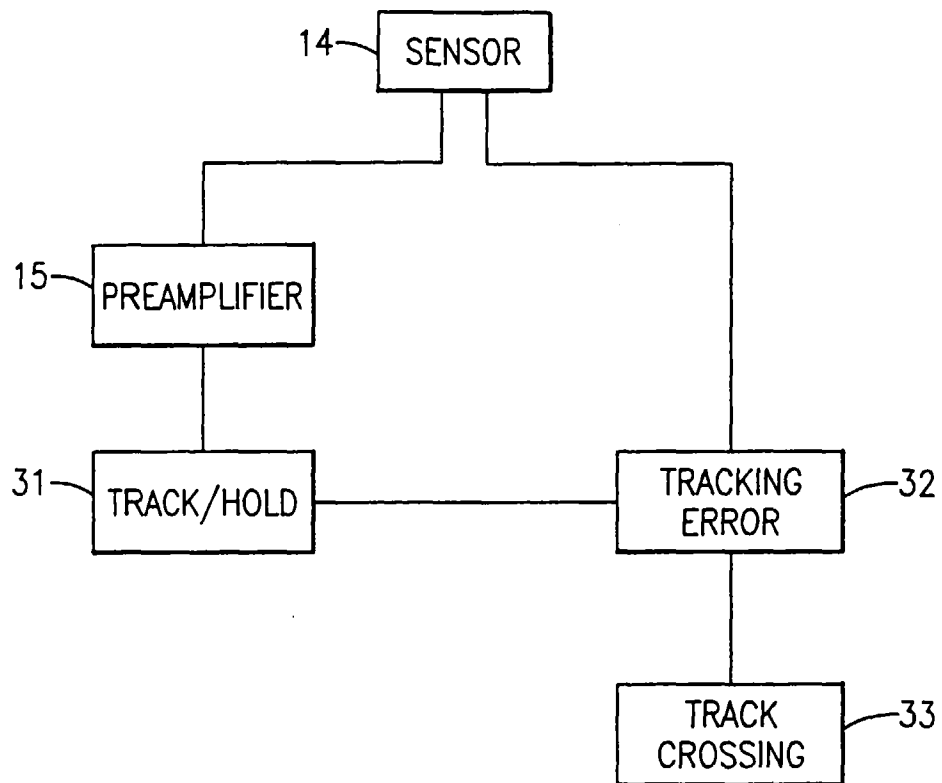 14
SENSOR
15
PREAMPLIFIER
31
TRACK/HOLD
TRACKING
ERROR
32
TRACK
CROSSING
33